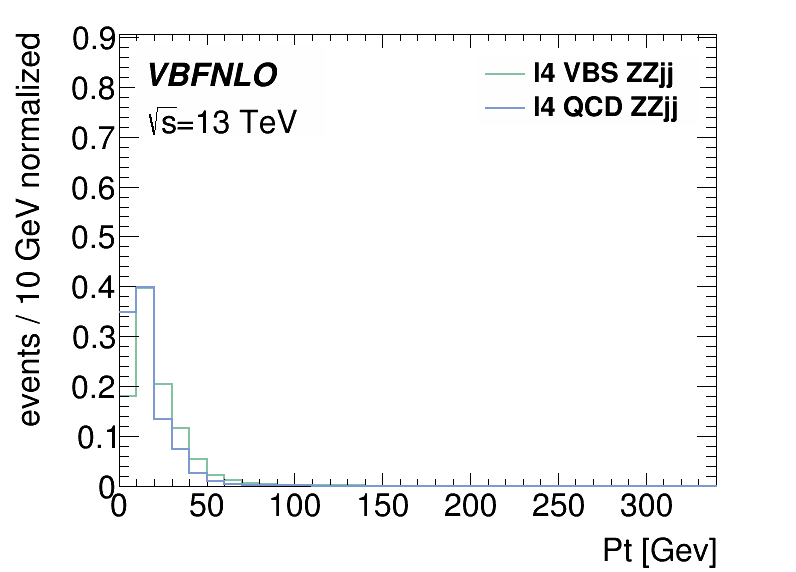 events / 10 GeV normalized
0.9
0.8
0.7
0.6
0.5
0.4
0.3
0.2
0.1
0
VBFNLO
√s=13 TeV
l4 VBS ZZjj
l4 QCD ZZjj
0 50 100 150 200 250 300
Pt [Gev]